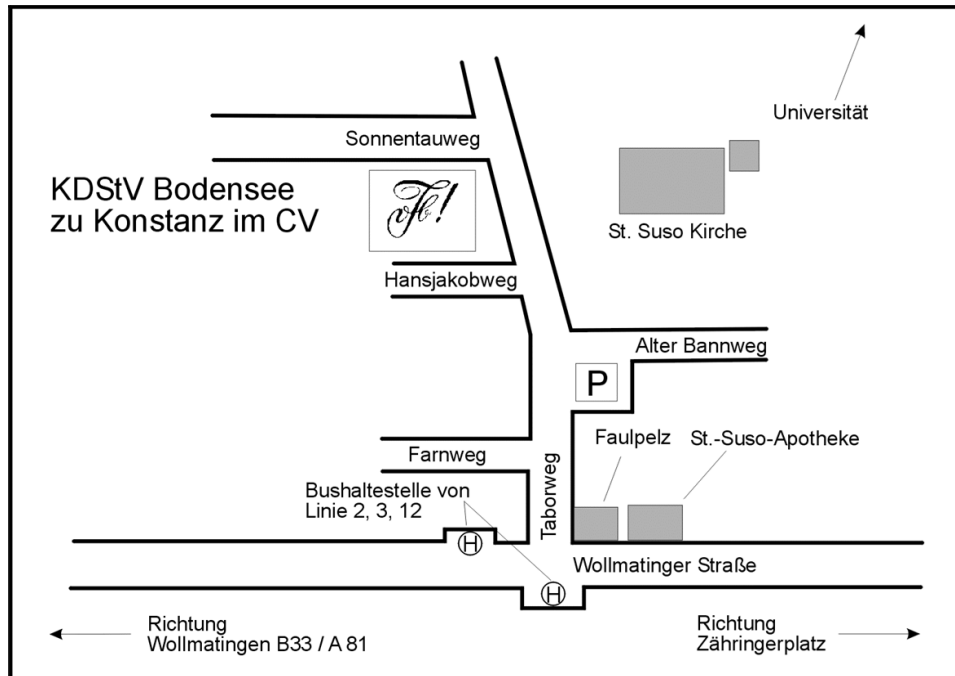 Universität
Sonnentauweg
KDStV Bodensee
zu Konstanz im CV
St. Suso Kirche
Hansjakobweg
Alter Bannweg
P
Faulpelz
St.-Suso-Apotheke
Farnweg
Taborweg
Bushaltestelle von
Linie 2, 3, 12
H
Wollmatinger Straße
H
Richtung
Wollmatingen B33 / A 81
Richtung
Zähringerplatz